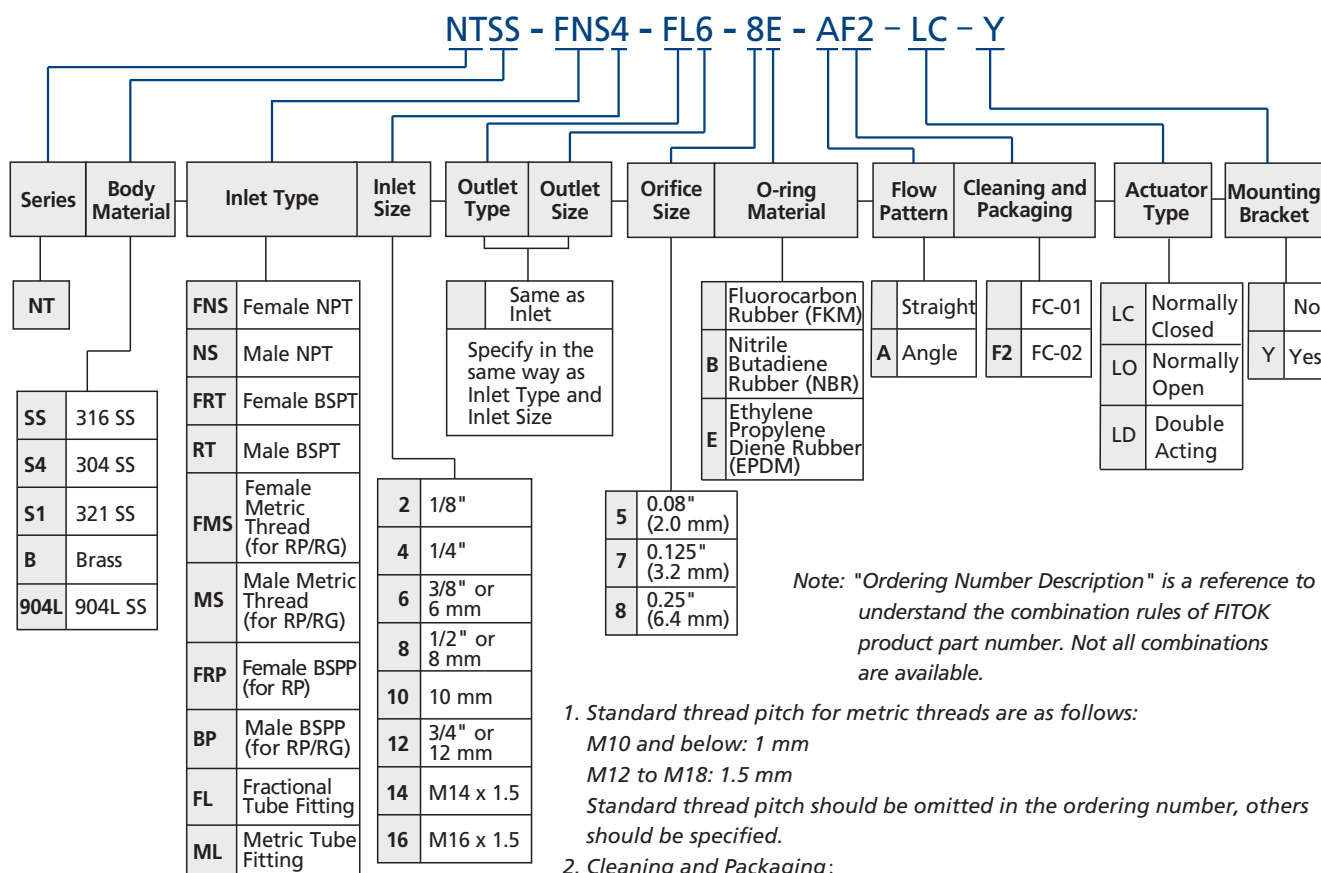 NTSS - FNS4 - FL6 - 8E - AF2 - LC - Y
Series
Body
Material
Inlet Type
Inlet
Size
Outlet
Type
Outlet
Size
Orifice
Size
O-ring
Material
Flow
Pattern
Cleaning and
Packaging
Actuator
Type
Mounting
Bracket
NT
SS 316 SS
S4 304 SS
S1 321 SS
B Brass
904L 904L SS
FNS Female NPT
NS Male NPT
FRT Female BSPT
RT Male BSPT
FMS Female
Metric
Thread
(for RP/RG)
MS Male Metric
Thread
(for RP/RG)
FRP Female BSPP
(for RP)
BP Male BSPP
(for RP/RG)
FL Fractional
Tube Fitting
ML Metric Tube
Fitting
2 1/8"
4 1/4"
6 3/8" or
6 mm
8 1/2" or
8 mm
10 10 mm
12 3/4" or
12 mm
14 M14 x 1.5
16 M16 x 1.5
Same as
Inlet
Specify in the
same way as
Inlet Type and
Inlet Size
5 0.08"
(2.0 mm)
7 0.125"
(3.2 mm)
8 0.25"
(6.4 mm)
Fluorocarbon
Rubber (FKM)
B Nitrile
Butadiene
Rubber (NBR)
E Ethylene
Propylene
Diene Rubber
(EPDM)
Straight
A Angle
FC-01
F2 FC-02
LC Normally
Closed
LO Normally
Open
LD Double
Acting
No
Y Yes
Note: "Ordering Number Description" is a reference to
understand the combination rules of FITOK
product part number. Not all combinations
are available.
1. Standard thread pitch for metric threads are as follows:
M10 and below: 1 mm
M12 to M18: 1.5 mm
Standard thread pitch should be omitted in the ordering number, others
should be specified.
2. Cleaning and Packaging: